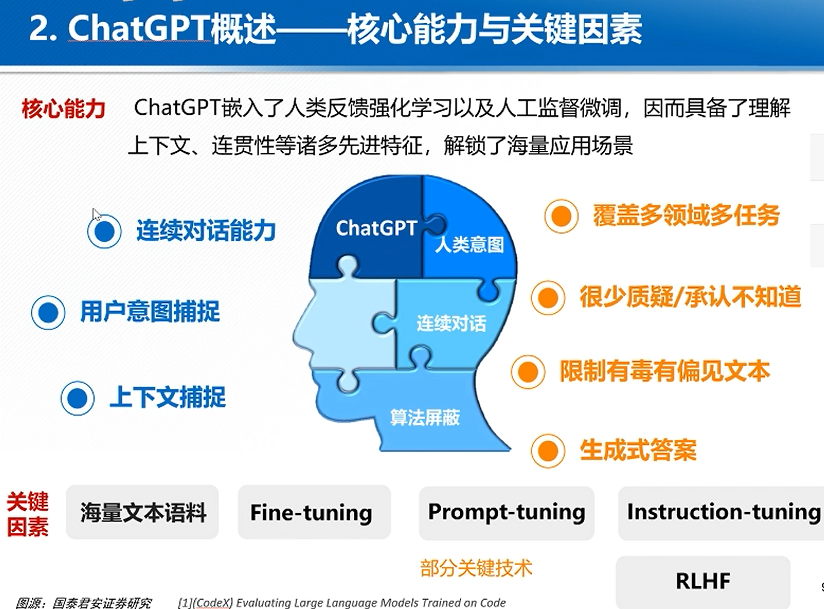 2. ChatGPT概述——核心能力与关键因素
核心能力
ChatGPT嵌入了人类反馈强化学习以及人工监督微调，因而具备了理解
上下文、连贯性等诸多先进特征，解锁了海量应用场景
连续对话能力
用户意图捕捉
上下文捕捉
ChatGPT
人类意图
连续对话
算法屏蔽
覆盖多领域多任务
很少质疑/承认不知道
限制有毒有偏见文本
生成式答案
关键
因素
海量文本语料
Fine-tuning
Prompt-tuning
Instruction-tuning
部分关键技术
RLHF
图源：国泰君安证券研究
[1](CodeX) Evaluating Large Language Models Trained on Code